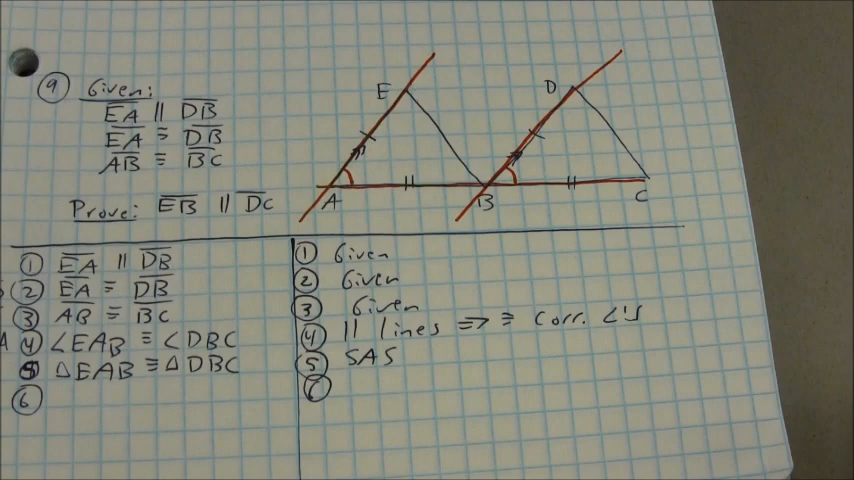 ⑨ Given:
EA || DB
EA ≅ DB
AB ≅ BC
Prove: EB || DC
E
D
A
B
C
① EA || DB
② EA ≅ DB
③ AB ≅ BC
A ④ ∠EAB ≅ ∠DBC
⑤ △EAB ≅ △DBC
⑥
① Given
② Given
③ Given
④ || lines ⇒ ≅ corr. ∠'s
⑤ SAS
⑥